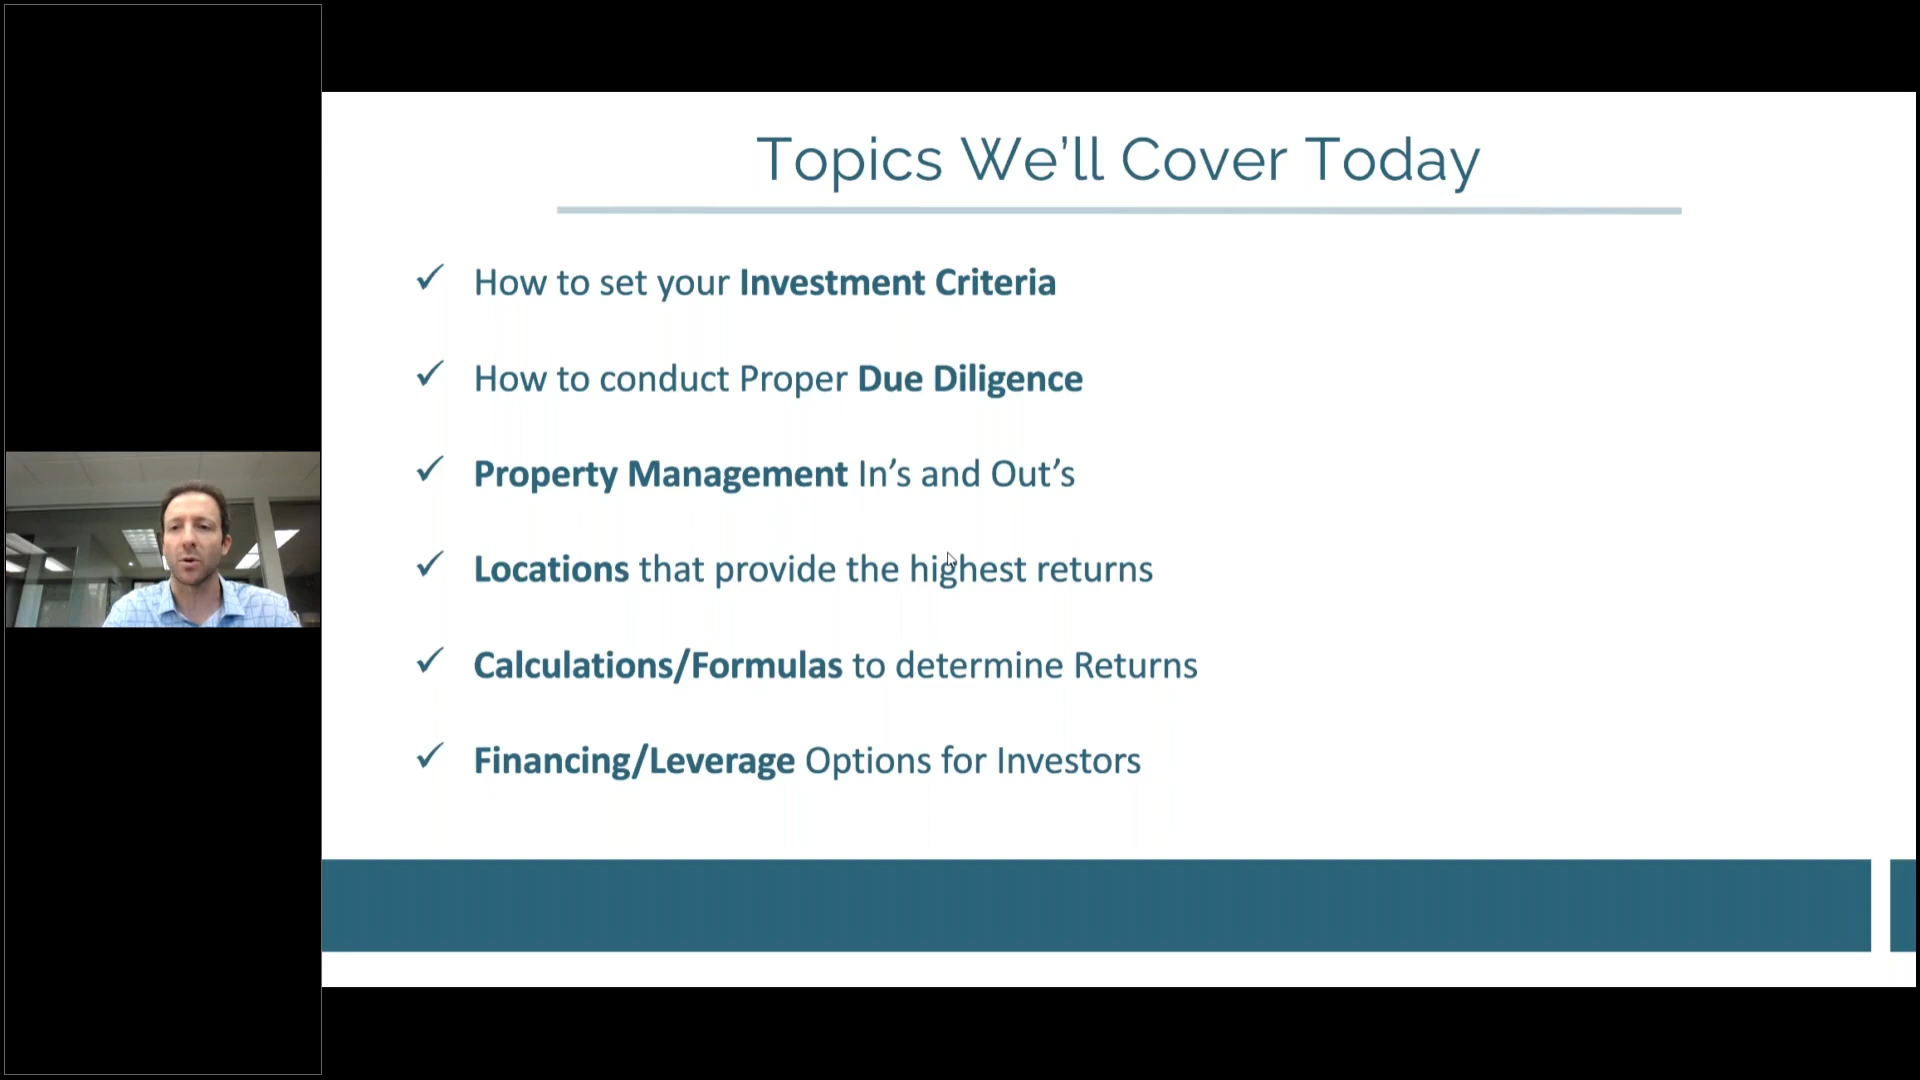 Topics We’ll Cover Today
✓ How to set your Investment Criteria
✓ How to conduct Proper Due Diligence
✓ Property Management In’s and Out’s
✓ Locations that provide the highest returns
✓ Calculations/Formulas to determine Returns
✓ Financing/Leverage Options for Investors